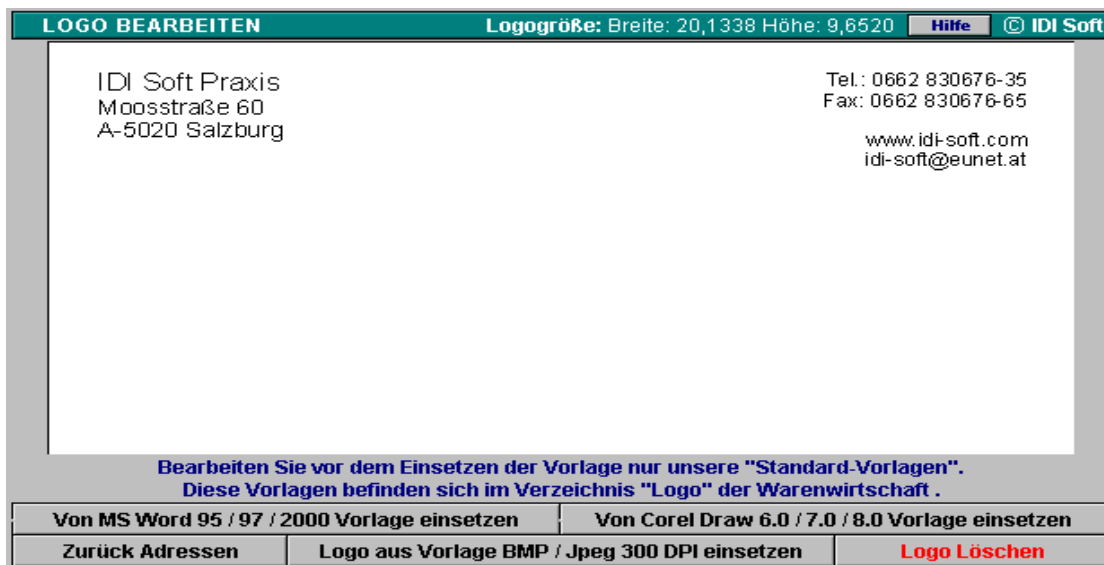 LOGO BEARBEITEN Logogröße: Breite: 20,1338 Höhe: 9,6520 Hilfe © IDI Soft
IDI Soft Praxis
Moosstraße 60
A-5020 Salzburg
Tel.: 0662 830676-35
Fax: 0662 830676-65
www.idi-soft.com
idi-soft@eunet.at
Bearbeiten Sie vor dem Einsetzen der Vorlage nur unsere "Standard-Vorlagen".
Diese Vorlagen befinden sich im Verzeichnis "Logo" der Warenwirtschaft .
Von MS Word 95 / 97 / 2000 Vorlage einsetzen Von Corel Draw 6.0 / 7.0 / 8.0 Vorlage einsetzen
Zurück Adressen Logo aus Vorlage BMP / Jpeg 300 DPI einsetzen Logo Löschen